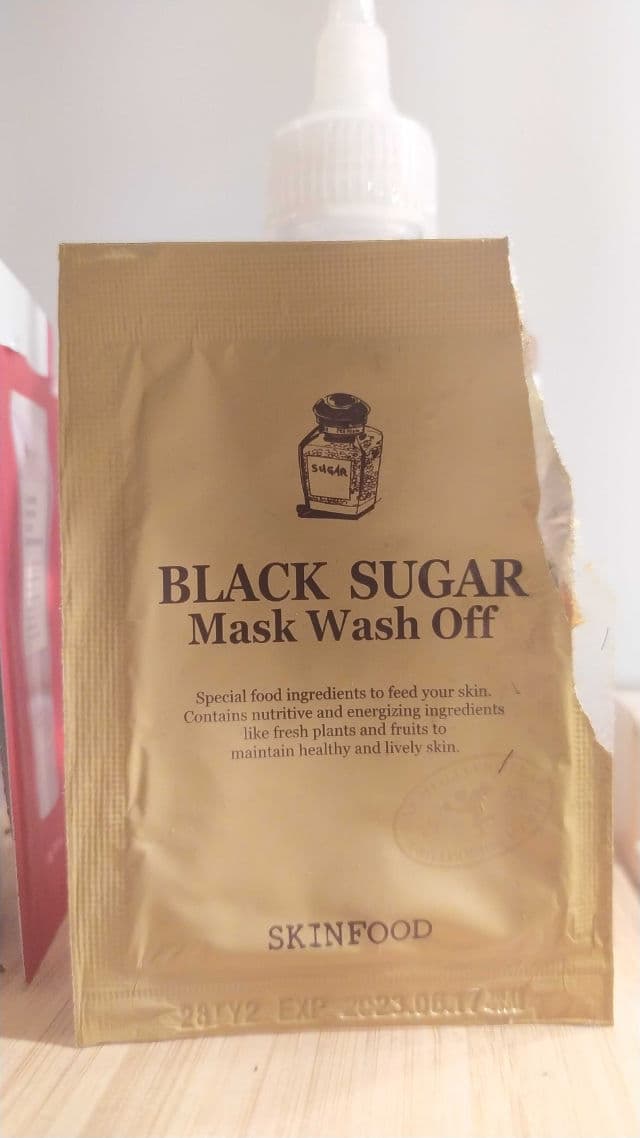 SUGAR
BLACK SUGAR
Mask Wash Off
Special food ingredients to feed your skin.
Contains nutritive and energizing ingredients
like fresh plants and fruits to
maintain healthy and lively skin.
SKINFOOD
EXP 2023.06.17